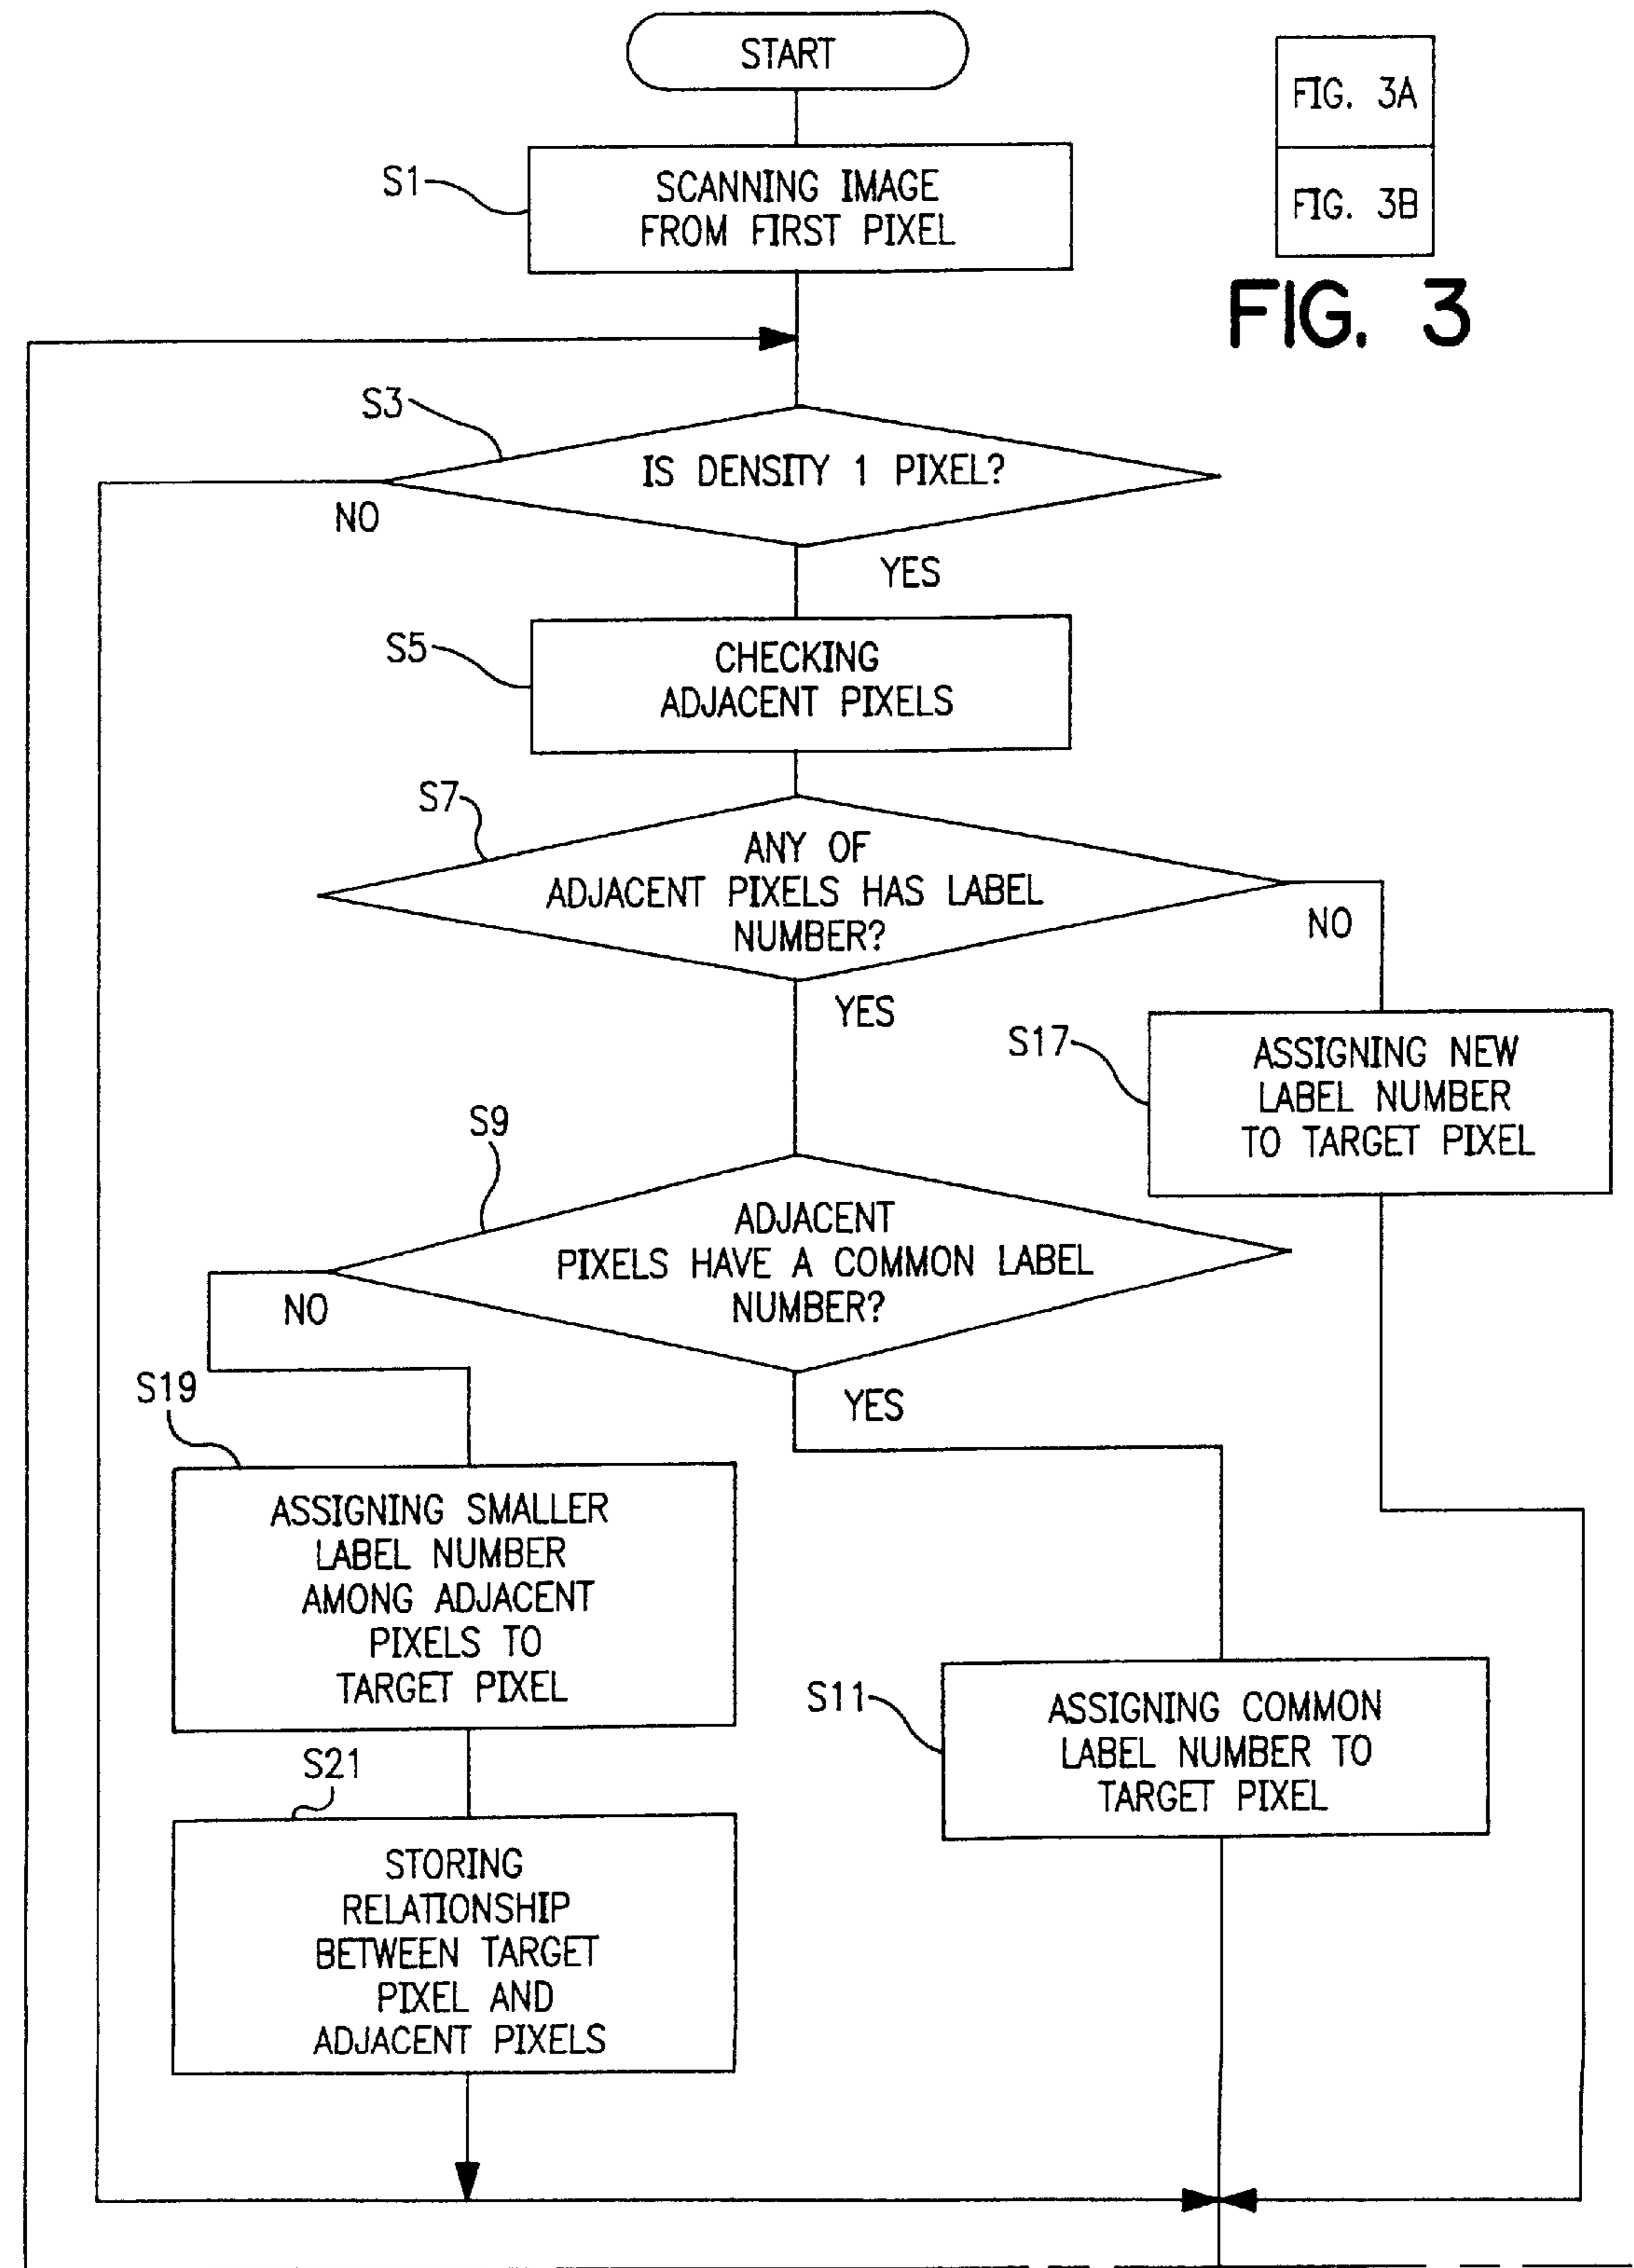 START
FIG. 3A
FIG. 3B
FIG. 3
S1
SCANNING IMAGE
FROM FIRST PIXEL
S3
IS DENSITY 1 PIXEL?
NO
YES
S5
CHECKING
ADJACENT PIXELS
S7
ANY OF
ADJACENT PIXELS HAS LABEL
NUMBER?
NO
YES
S17
ASSIGNING NEW
LABEL NUMBER
TO TARGET PIXEL
S9
ADJACENT
PIXELS HAVE A COMMON LABEL
NUMBER?
NO
YES
S19
ASSIGNING SMALLER
LABEL NUMBER
AMONG ADJACENT
PIXELS TO
TARGET PIXEL
S11
ASSIGNING COMMON
LABEL NUMBER TO
TARGET PIXEL
S21
STORING
RELATIONSHIP
BETWEEN TARGET
PIXEL AND
ADJACENT PIXELS